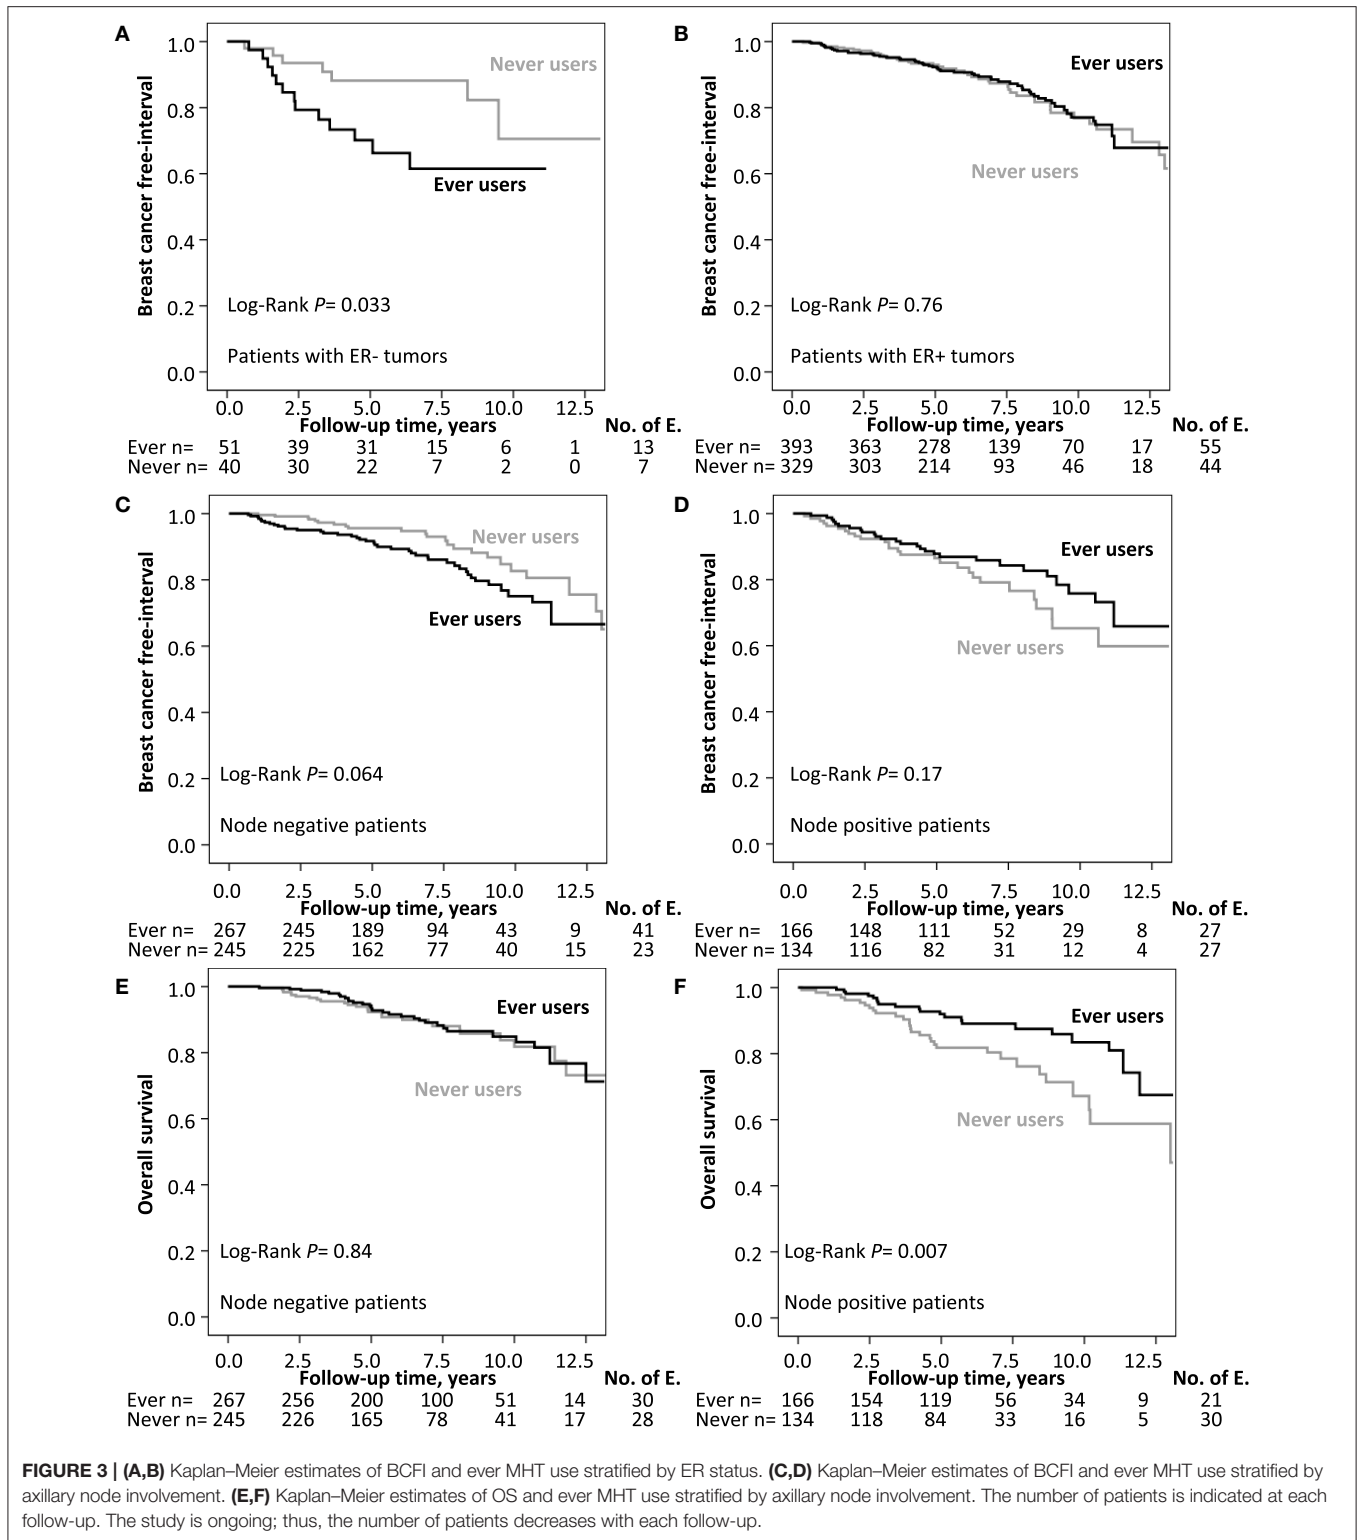 A
Breast cancer free-interval
1.0
0.8
0.6
0.4
0.2
0.0
Never users
Ever users
Log-Rank P= 0.033
Patients with ER- tumors
0.0 2.5 5.0 7.5 10.0 12.5
Follow-up time, years No. of E.
Ever n= 51 39 31 15 6 1 13
Never n= 40 30 22 7 2 0 7
B
Breast cancer free-interval
1.0
0.8
0.6
0.4
0.2
0.0
Ever users
Never users
Log-Rank P= 0.76
Patients with ER+ tumors
0.0 2.5 5.0 7.5 10.0 12.5
Follow-up time, years No. of E.
Ever n= 393 363 278 139 70 17 55
Never n= 329 303 214 93 46 18 44
C
Breast cancer free-interval
1.0
0.8
0.6
0.4
0.2
0.0
Never users
Ever users
Log-Rank P= 0.064
Node negative patients
0.0 2.5 5.0 7.5 10.0 12.5
Follow-up time, years No. of E.
Ever n= 267 245 189 94 43 9 41
Never n= 245 225 162 77 40 15 23
D
Breast cancer free-interval
1.0
0.8
0.6
0.4
0.2
0.0
Ever users
Never users
Log-Rank P= 0.17
Node positive patients
0.0 2.5 5.0 7.5 10.0 12.5
Follow-up time, years No. of E.
Ever n= 166 148 111 52 29 8 27
Never n= 134 116 82 31 12 4 27
E
Overall survival
1.0
0.8
0.6
0.4
0.2
0.0
Ever users
Never users
Log-Rank P= 0.84
Node negative patients
0.0 2.5 5.0 7.5 10.0 12.5
Follow-up time, years No. of E.
Ever n= 267 256 200 100 51 14 30
Never n= 245 226 165 78 41 17 28
F
Overall survival
1.0
0.8
0.6
0.4
0.2
0.0
Ever users
Never users
Log-Rank P= 0.007
Node positive patients
0.0 2.5 5.0 7.5 10.0 12.5
Follow-up time, years No. of E.
Ever n= 166 154 119 56 34 9 21
Never n= 134 118 84 33 16 5 30
FIGURE 3 | (A,B) Kaplan–Meier estimates of BCFI and ever MHT use stratified by ER status. (C,D) Kaplan–Meier estimates of BCFI and ever MHT use stratified by
axillary node involvement. (E,F) Kaplan–Meier estimates of OS and ever MHT use stratified by axillary node involvement. The number of patients is indicated at each
follow-up. The study is ongoing; thus, the number of patients decreases with each follow-up.